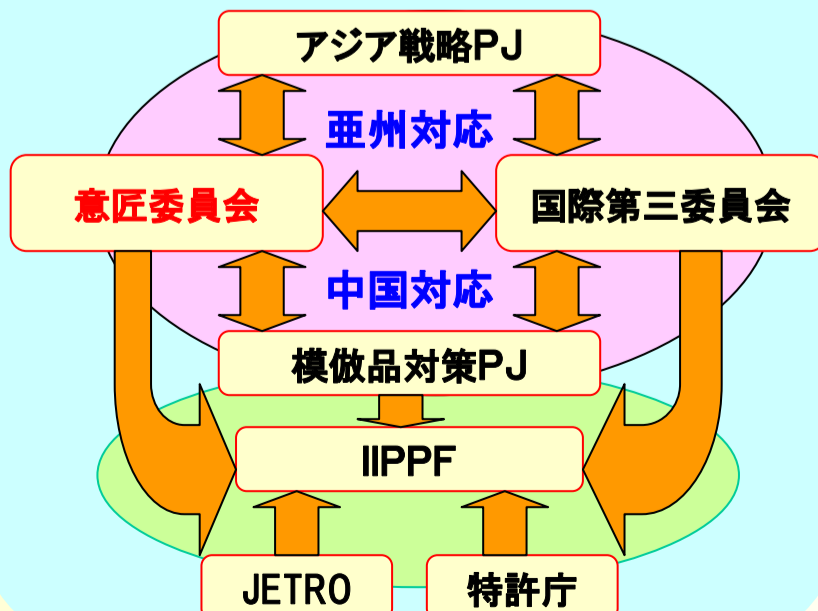 アジア戦略PJ
亜州対応
意匠委員会
国際第三委員会
中国対応
模倣品対策PJ
IIPPF
JETRO
特許庁